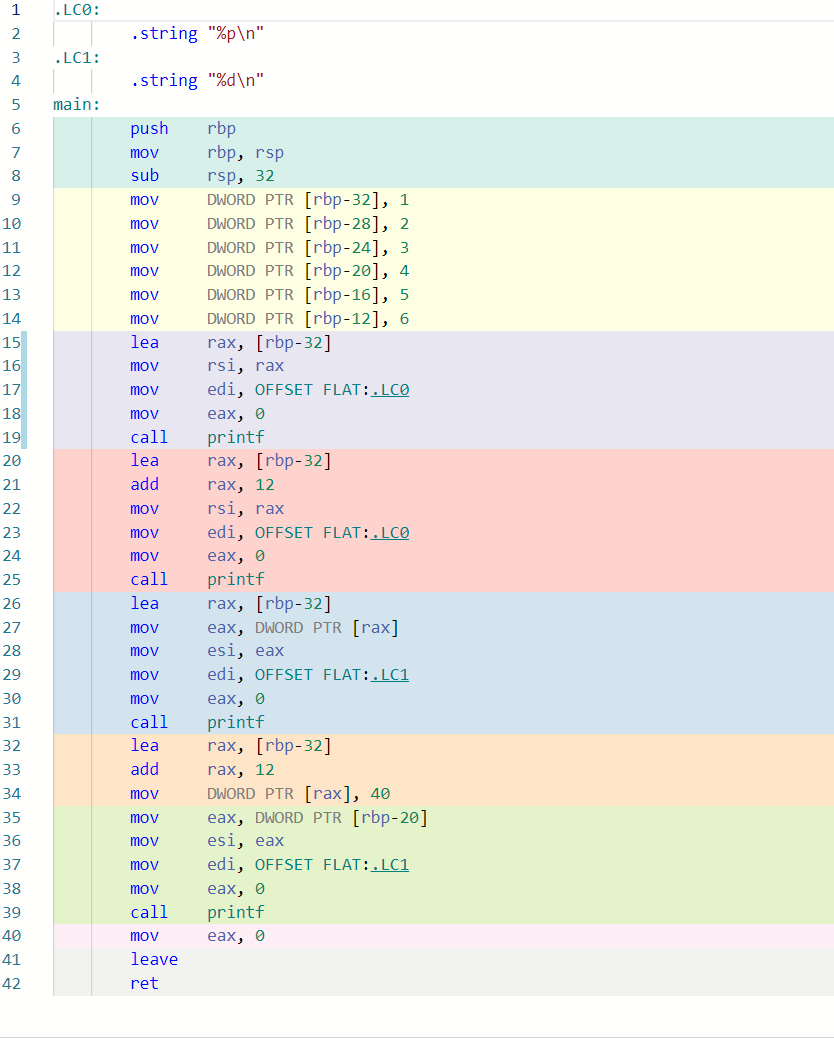 1 .LC0:
2 .string "%p\n"
3 .LC1:
4 .string "%d\n"
5 main:
6 push rbp
7 mov rbp, rsp
8 sub rsp, 32
9 mov DWORD PTR [rbp-32], 1
10 mov DWORD PTR [rbp-28], 2
11 mov DWORD PTR [rbp-24], 3
12 mov DWORD PTR [rbp-20], 4
13 mov DWORD PTR [rbp-16], 5
14 mov DWORD PTR [rbp-12], 6
15 lea rax, [rbp-32]
16 mov rsi, rax
17 mov edi, OFFSET FLAT:.LC0
18 mov eax, 0
19 call printf
20 lea rax, [rbp-32]
21 add rax, 12
22 mov rsi, rax
23 mov edi, OFFSET FLAT:.LC0
24 mov eax, 0
25 call printf
26 lea rax, [rbp-32]
27 mov eax, DWORD PTR [rax]
28 mov esi, eax
29 mov edi, OFFSET FLAT:.LC1
30 mov eax, 0
31 call printf
32 lea rax, [rbp-32]
33 add rax, 12
34 mov DWORD PTR [rax], 40
35 mov eax, DWORD PTR [rbp-20]
36 mov esi, eax
37 mov edi, OFFSET FLAT:.LC1
38 mov eax, 0
39 call printf
40 mov eax, 0
41 leave
42 ret